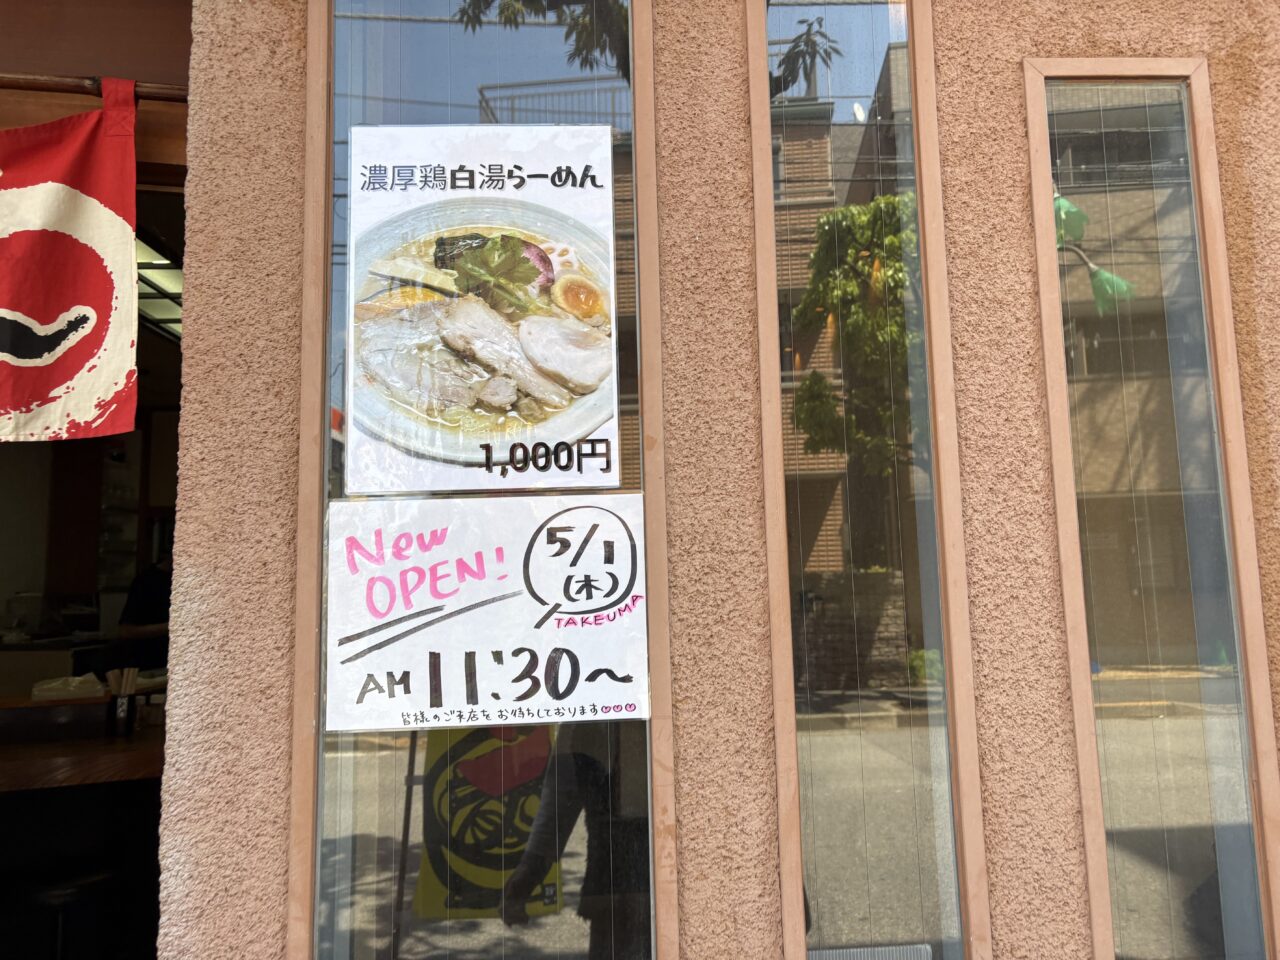 濃厚鶏白湯らーめん
1,000円
New
OPEN!
5/1
(木)
TAKEUMA
AM 11:30〜
皆様のご来店をお待ちしております♡♡♡